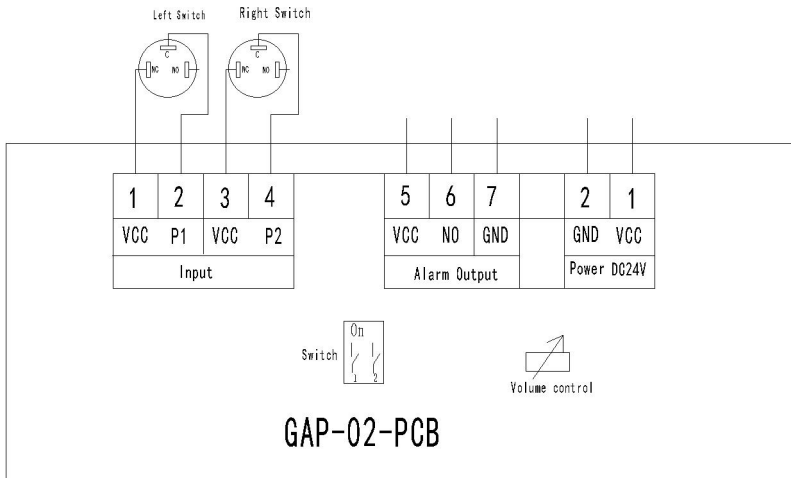 Left Switch
Right Switch
C
NC NO
C
NC NO
1 2 3 4
VCC P1 VCC P2
Input
5 6 7
VCC NO GND
Alarm Output
2 1
GND VCC
Power DC24V
Switch
On
1 2
Volume control
GAP-02-PCB